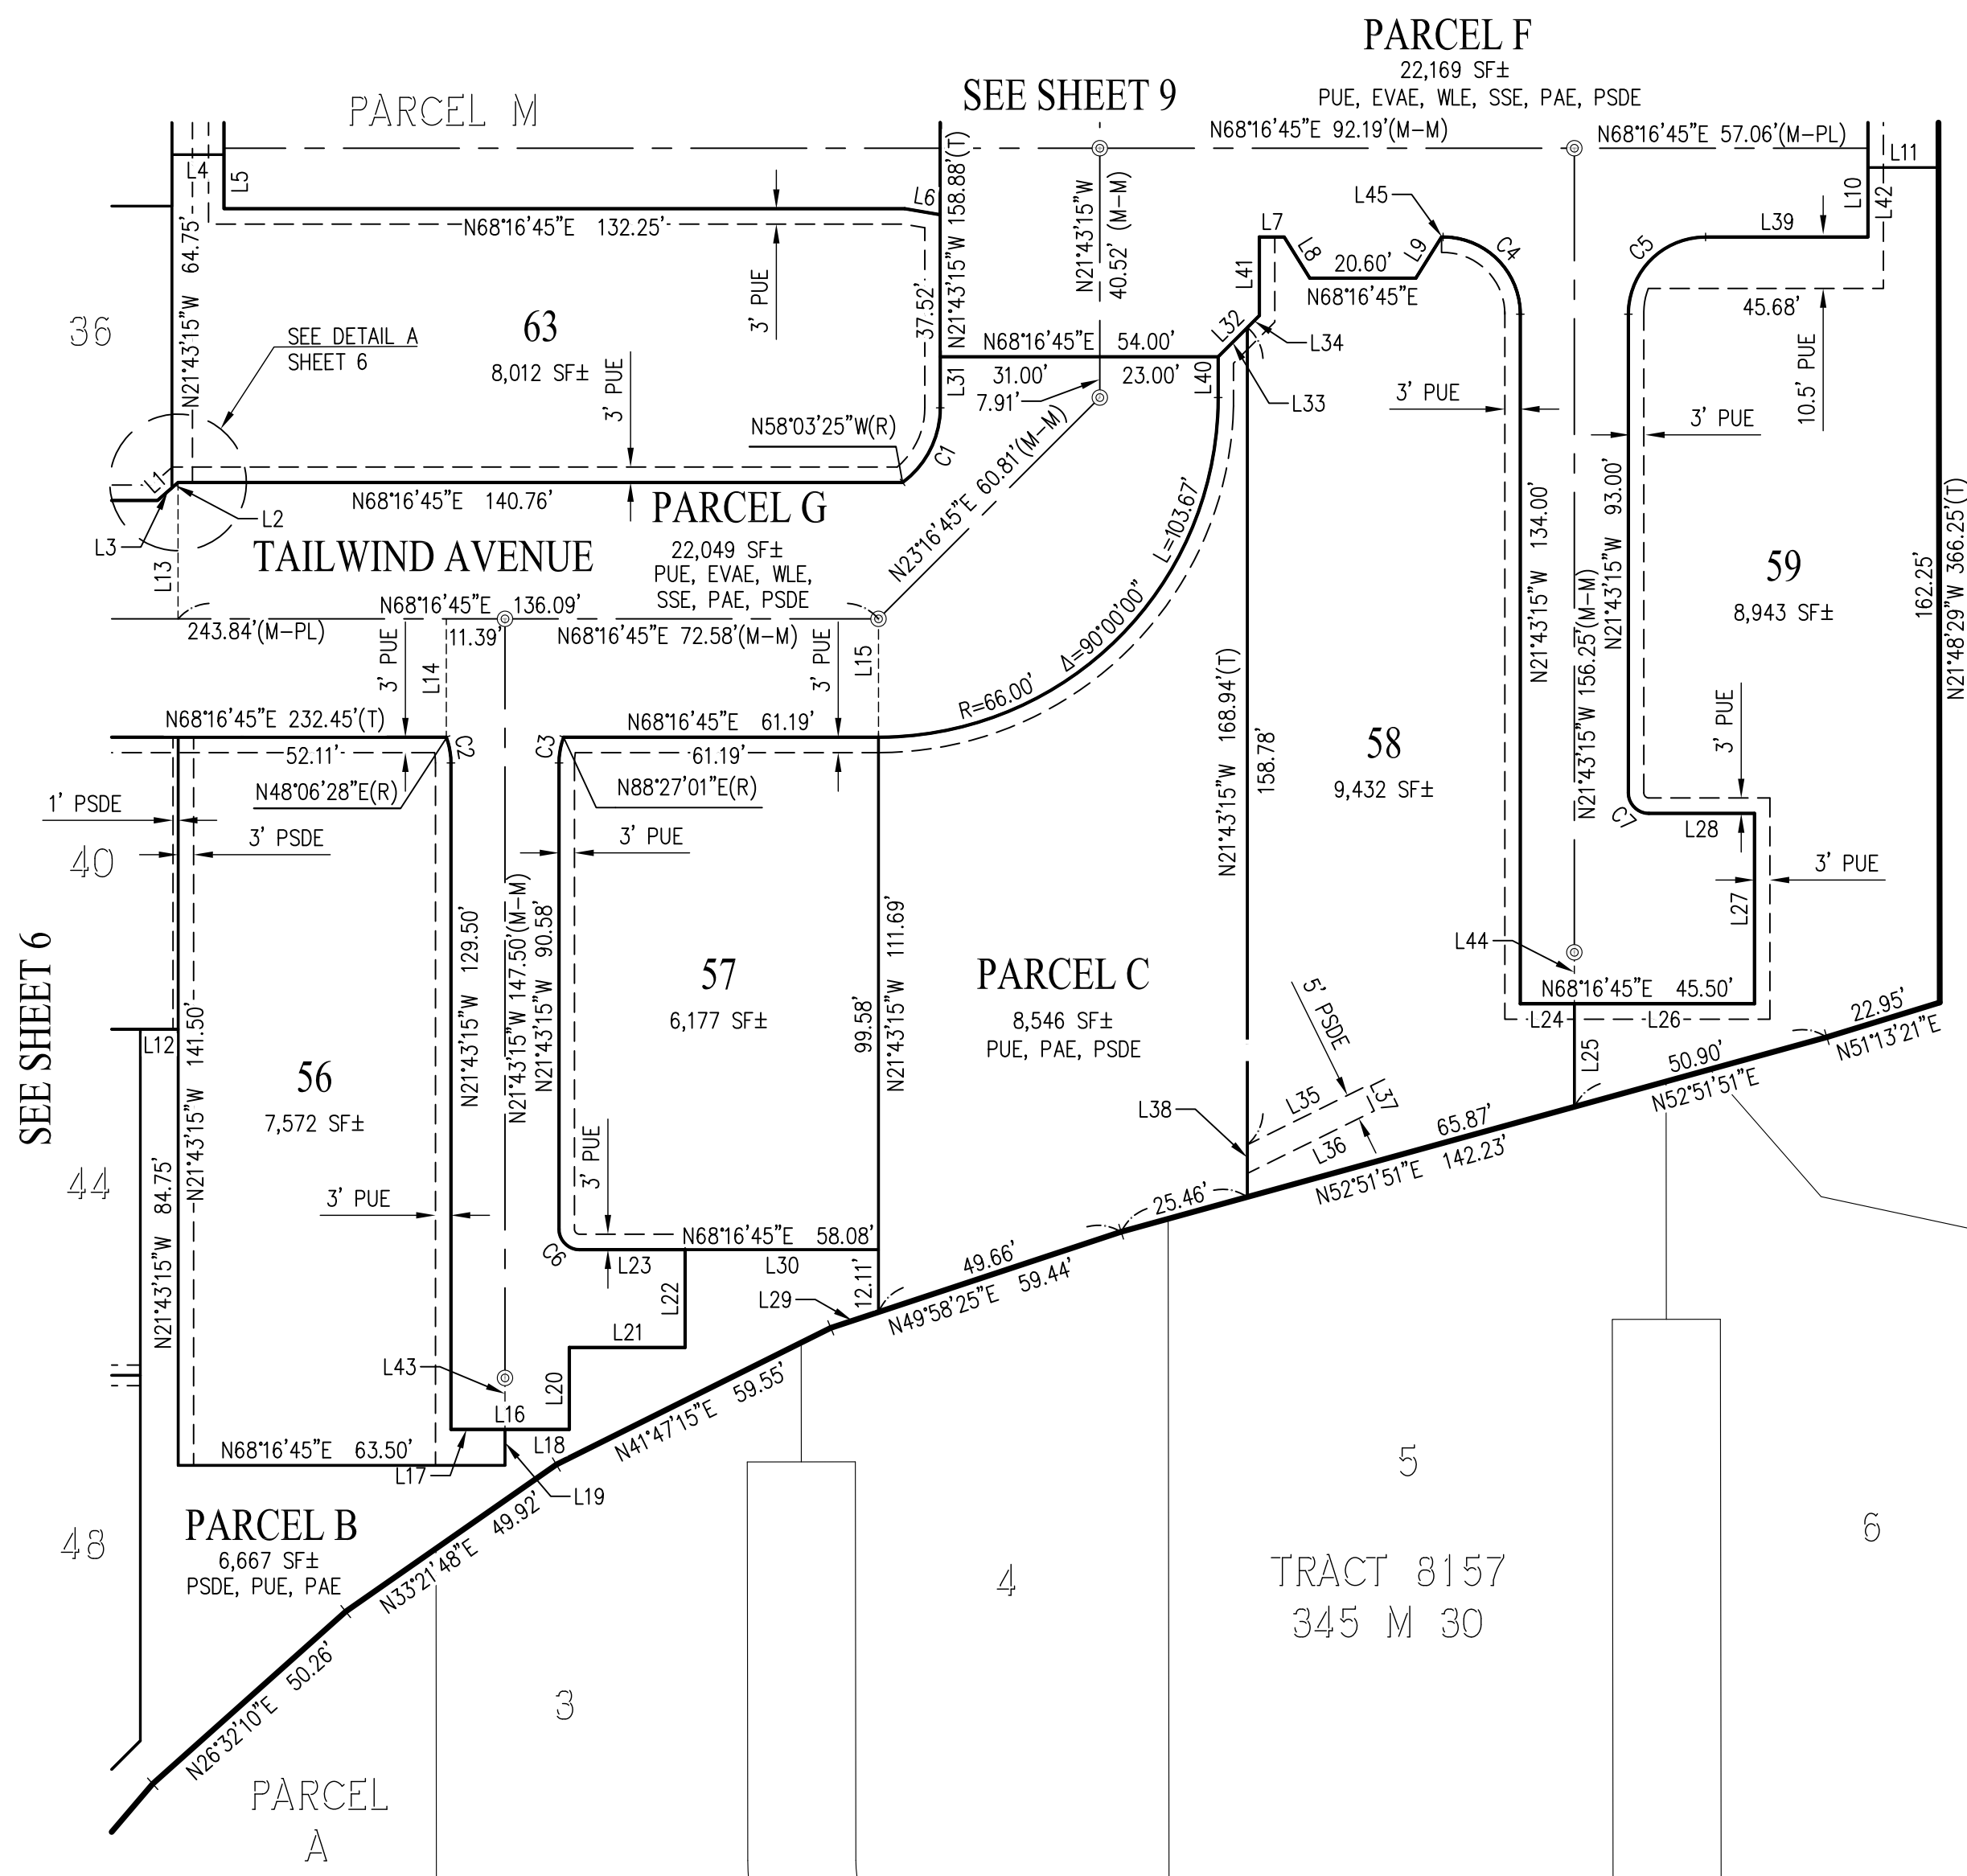 PARCEL F
22,169 SF±
PUE, EVAE, WLE, SSE, PAE, PSDE
SEE SHEET 9
PARCEL M
N68°16'45"E 92.19'(M-M)
N68°16'45"E 57.06'(M-PL)
L4
L5
L6
L11
L10
L42
N21°43'15"W 64.75'
N68°16'45"E 132.25'
3' PUE
37.52'
N21°43'15"W 158.88'(T)
N21°43'15"W
40.52' (M-M)
L45
L7
L8
L9
L41
20.60'
N68°16'45"E
C4
C5
L39
45.68'
10.5' PUE
36
63
8,012 SF±
SEE DETAIL A
SHEET 6
3' PUE
N68°16'45"E 54.00'
31.00'
23.00'
7.91'
L31
L40
L32
L33
L34
3' PUE
3' PUE
N58°03'25"W(R)
C1
L1
L2
L3
N68°16'45"E 140.76'
PARCEL G
22,049 SF±
PUE, EVAE, WLE,
SSE, PAE, PSDE
TAILWIND AVENUE
L13
N68°16'45"E 136.09'
243.84'(M-PL)
11.39'
N68°16'45"E 72.58'(M-M)
N23°16'45"E 60.81'(M-M)
L=103.67'
Δ=90°00'00"
R=66.00'
3' PUE
L14
3' PUE
L15
N21°43'15"W 134.00'
N21°43'15"W 156.25'(M-M)
N21°43'15"W 93.00'
59
8,943 SF±
162.25'
N21°48'29"W 366.25'(T)
N68°16'45"E 232.45'(T)
52.11'
C2
C3
N68°16'45"E 61.19'
61.19'
N48°06'28"E(R)
N88°27'01"E(R)
N21°43'15"W 168.94'(T)
158.78'
58
9,432 SF±
3' PUE
C7
L28
3' PUE
L27
1' PSDE
3' PSDE
40
3' PUE
SEE SHEET 6
N21°43'15"W 129.50'
N21°43'15"W 147.50'(M-M)
N21°43'15"W 90.58'
57
6,177 SF±
99.58'
N21°43'15"W 111.69'
PARCEL C
8,546 SF±
PUE, PAE, PSDE
L44
N68°16'45"E 45.50'
L24
L26
L25
22.95'
N51°13'21"E
50.90'
N52°51'51"E
L12
N21°43'15"W 141.50'
56
7,572 SF±
5' PSDE
L35
L37
L36
L38
65.87'
N52°51'51"E 142.23'
44
N21°43'15"W 84.75'
3' PUE
3' PUE
N68°16'45"E 58.08'
C6
L23
L30
L22
12.11'
25.46'
49.66'
N49°58'25"E 59.44'
L29
L21
L43
L20
L16
59.55'
N41°47'15"E
N68°16'45"E 63.50'
L17
L18
L19
48
PARCEL B
6,667 SF±
PSDE, PUE, PAE
49.92'
N33°21'48"E
50.26'
N26°32'10"E
PARCEL
A
3
4
5
6
TRACT 8157
345 M 30